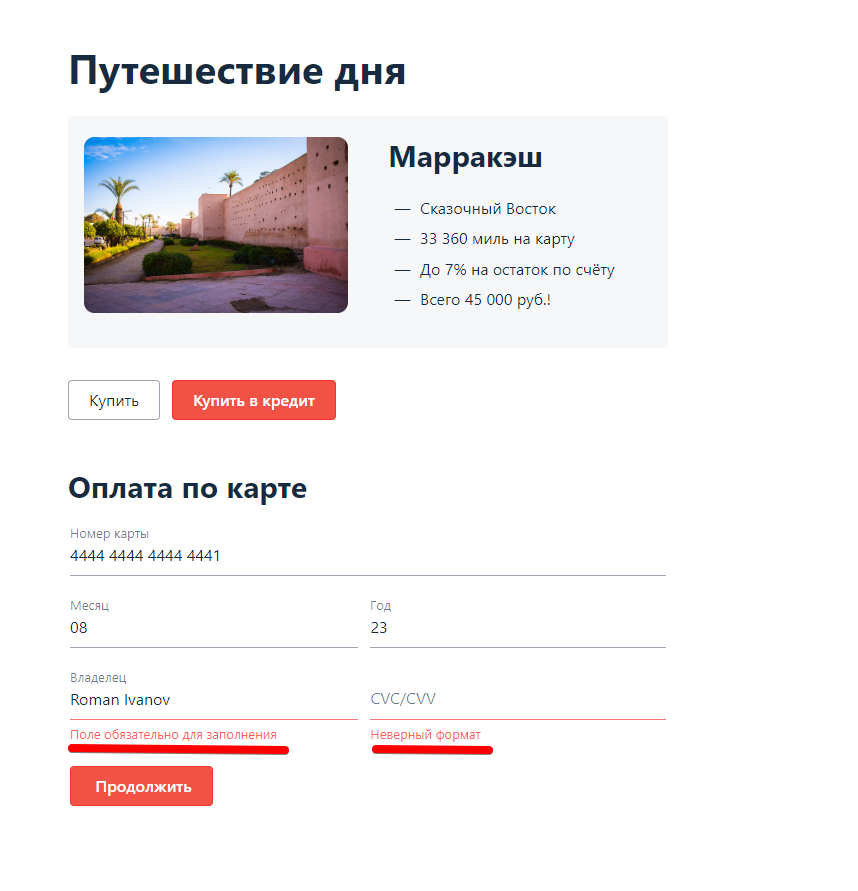 Путешествие дня
Марракэш
— Сказочный Восток
— 33 360 миль на карту
— До 7% на остаток по счёту
— Всего 45 000 руб.!
Купить
Купить в кредит
Оплата по карте
Номер карты
4444 4444 4444 4441
Месяц
Год
08
23
Владелец
Roman Ivanov
CVC/CVV
Поле обязательно для заполнения
Неверный формат
Продолжить